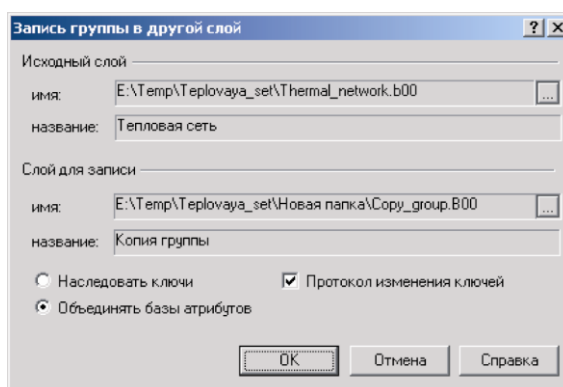 Запись группы в другой слой
Исходный слой
имя: E:\Temp\Teplovaya_set\Thermal_network.b00 ...
название: Тепловая сеть
Слой для записи
имя: E:\Temp\Teplovaya_set\Новая папка\Copy_group.B00 ...
название: Копия группы
Наследовать ключи Протокол изменения ключей
Объединять базы атрибутов
OK Отмена Справка